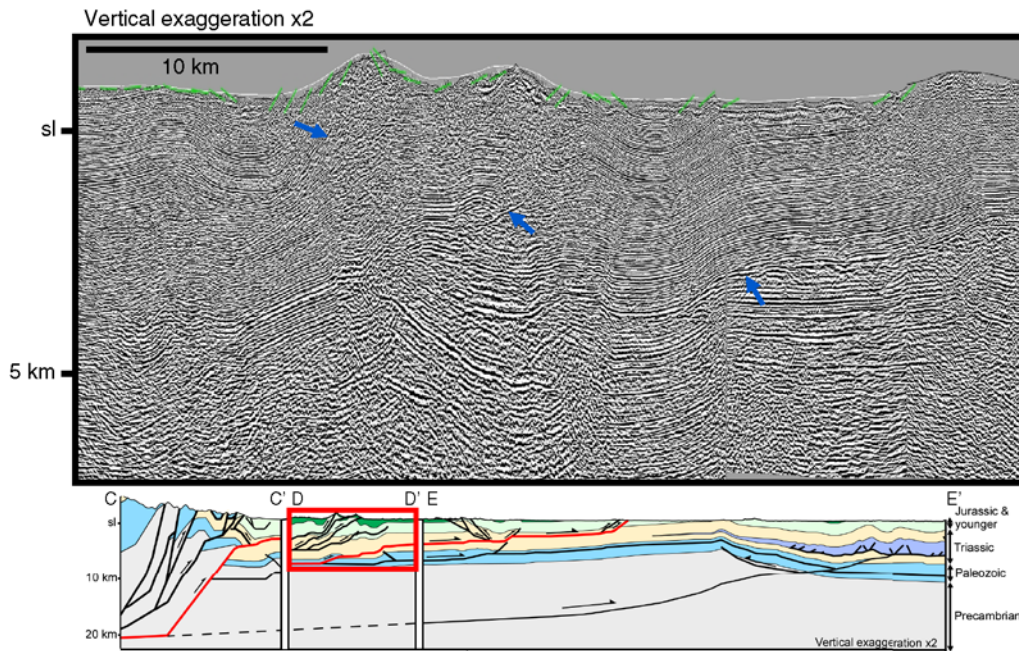 Vertical exaggeration x2
10 km
sl
5 km
C C' D D' E E'
sl
10 km
20 km
Jurassic &
younger
Triassic
Paleozoic
Precambrian
Vertical exaggeration x2